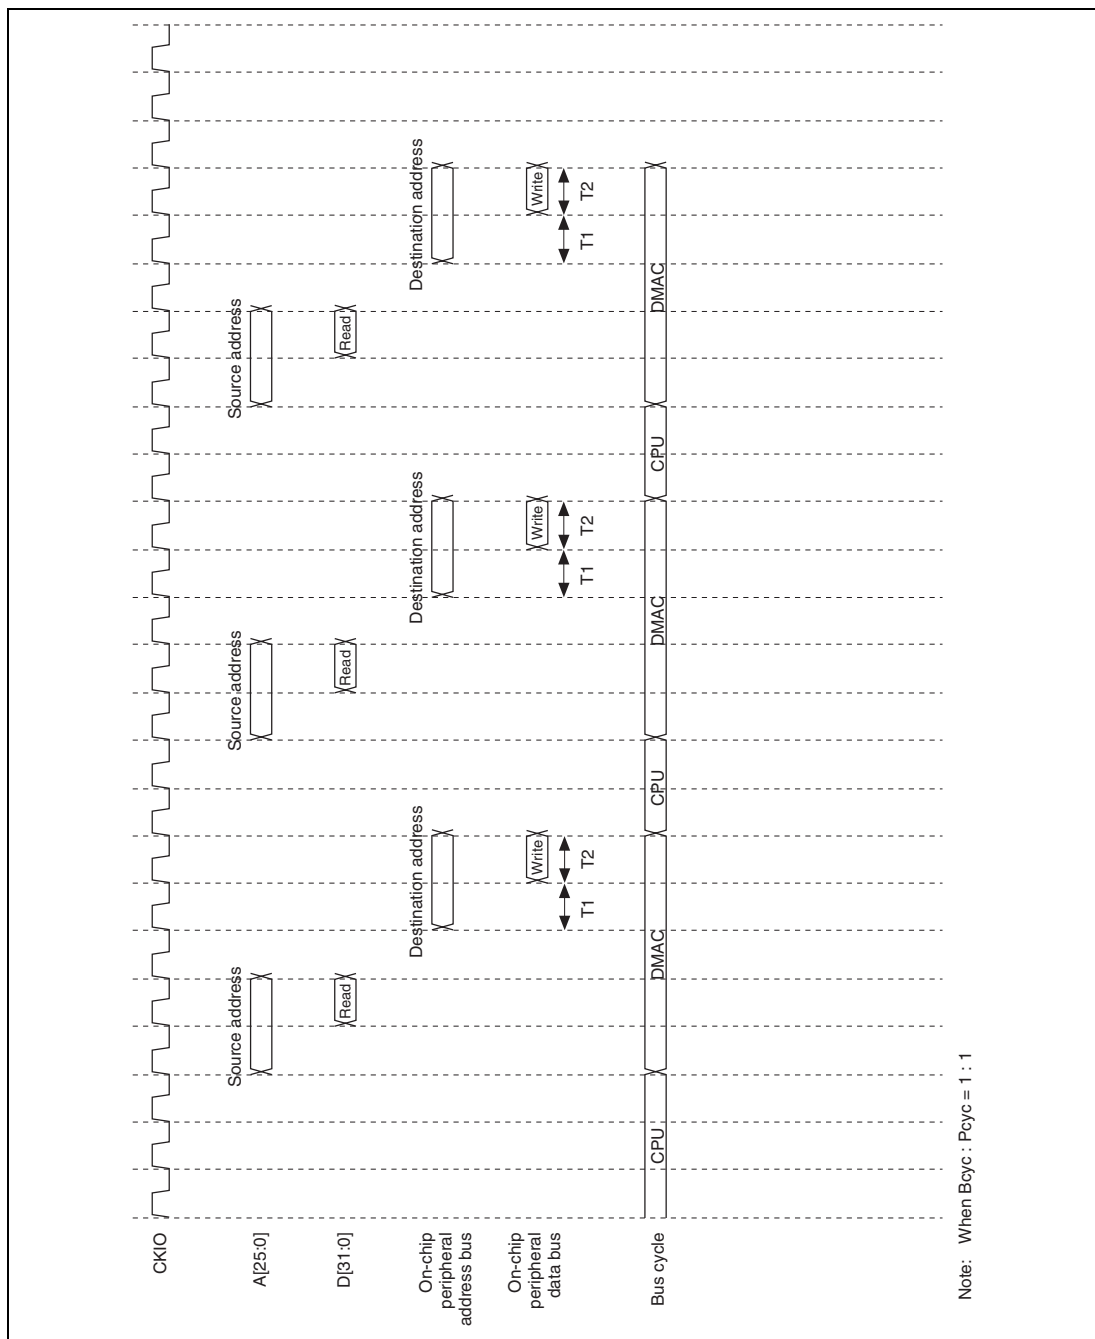 CKIO
A[25:0]
Source address
Source address
Source address
D[31:0]
Read
Read
Read
On-chip
peripheral
address bus
Destination address
Destination address
Destination address
On-chip
peripheral
data bus
Write
Write
Write
T1
T2
T1
T2
T1
T2
Bus cycle
CPU
DMAC
CPU
DMAC
CPU
DMAC
Note: When Bcyc : Pcyc = 1 : 1